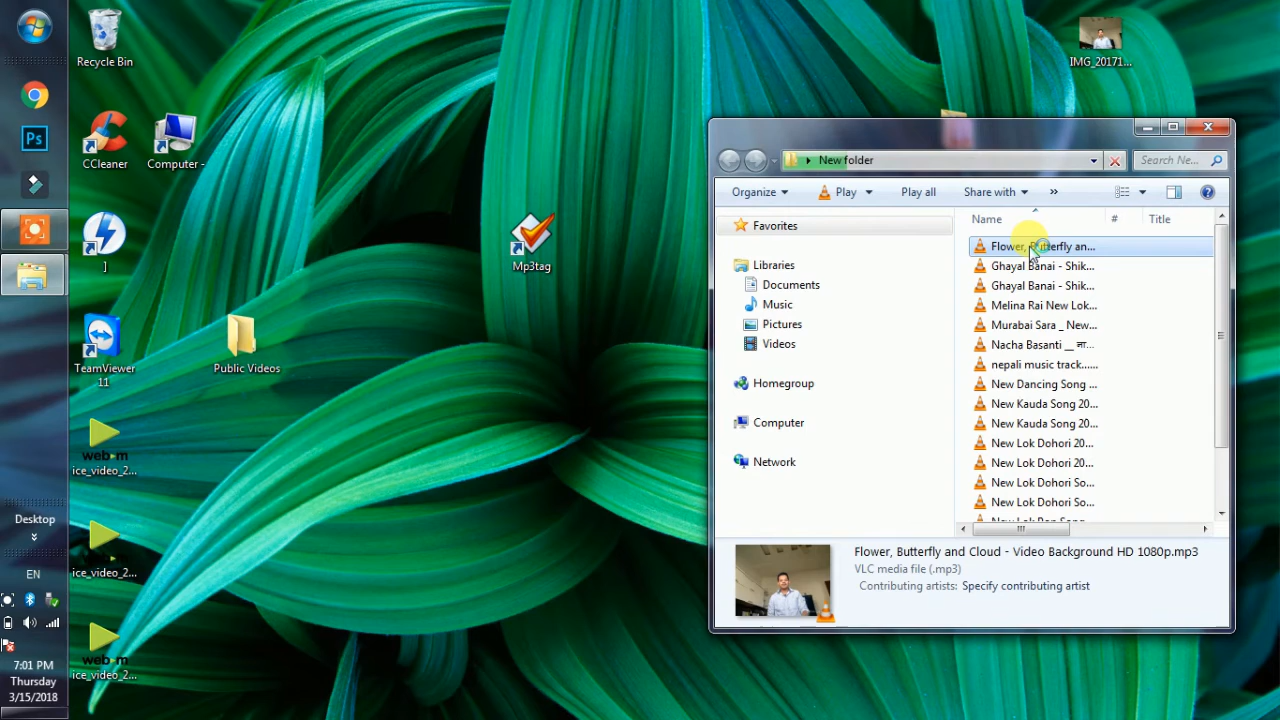 Recycle Bin
IMG_20171...
Ps
CCleaner
Computer -
New folder
Search Ne...
Organize
Play
Play all
Share with
»
Favorites
Name
#
Title
Libraries
Documents
Music
Pictures
Videos
Homegroup
Computer
Network
Flower, Butterfly an...
Ghayal Banai - Shik...
Ghayal Banai - Shik...
Melina Rai New Lok...
Murabai Sara _ New...
Nacha Basanti __ ना...
nepali music track......
New Dancing Song ...
New Kauda Song 20...
New Kauda Song 20...
New Lok Dohori 20...
New Lok Dohori 20...
New Lok Dohori So...
New Lok Dohori So...
Flower, Butterfly and Cloud - Video Background HD 1080p.mp3
VLC media file (.mp3)
Contributing artists: Specify contributing artist
]
Mp3tag
TeamViewer
11
Public Videos
webm
ice_video_2...
ice_video_2...
webm
ice_video_2...
Desktop
EN
7:01 PM
Thursday
3/15/2018